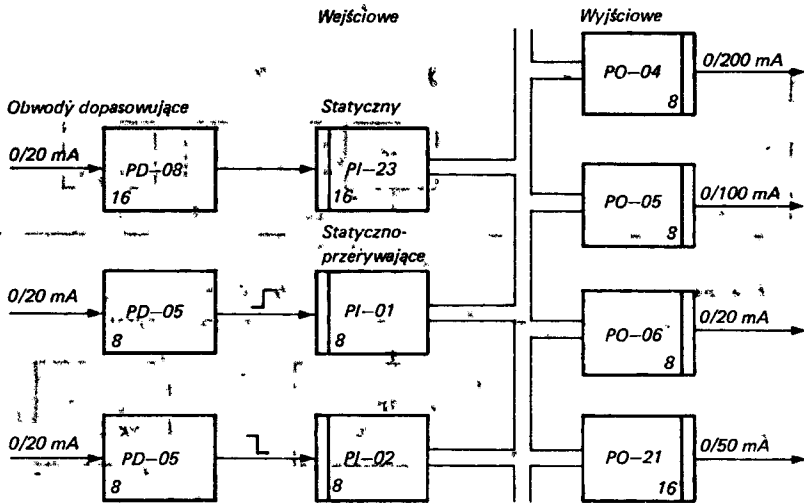 Wejściowe
Wyjściowe
PO-04
8
0/200 mA
Obwody dopasowujące
Statyczny
0/20 mA
PD-08
16
PI-23
16
PO-05
8
0/100 mA
Statyczno-
przerywające
0/20 mA
PD-05
8
PI-01
8
PO-06
8
0/20 mA
0/20 mA
PD-05
8
PI-02
8
PO-21
16
0/50 mA